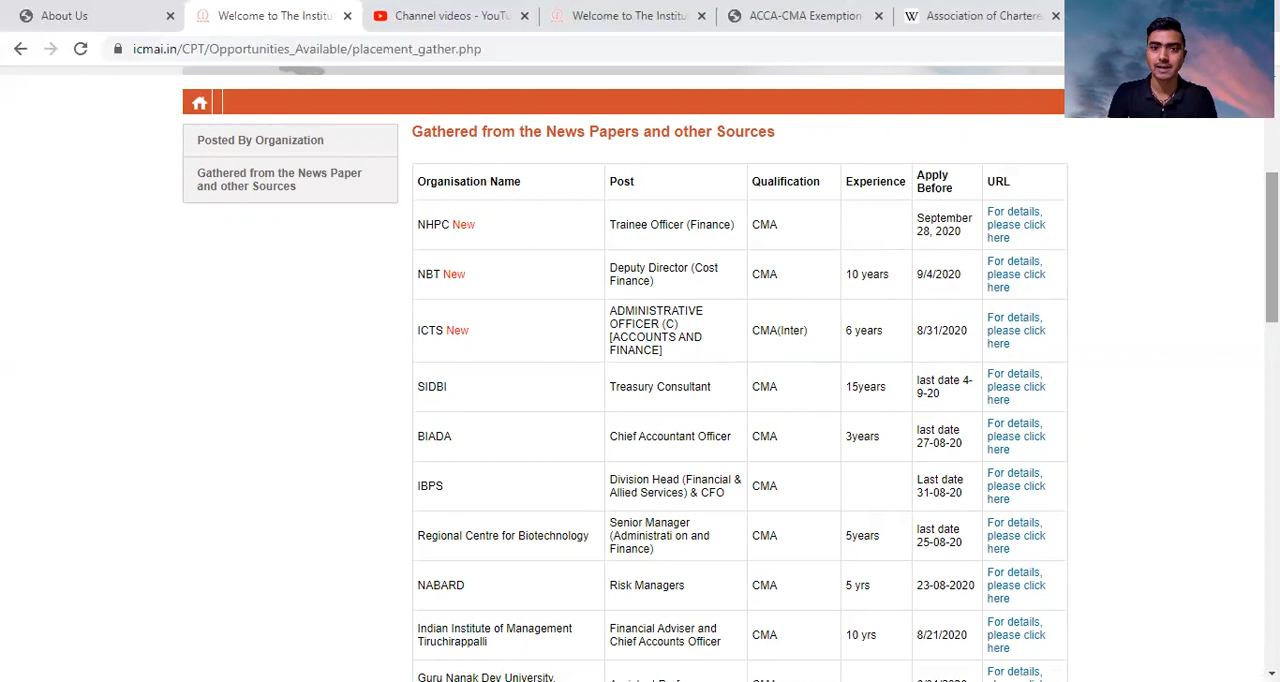 About Us
Welcome to The Institu
Channel videos - YouTu
Welcome to The Institu
ACCA-CMA Exemption
Association of Chartere
icmai.in/CPT/Opportunities_Available/placement_gather.php
Posted By Organization
Gathered from the News Paper
and other Sources
Gathered from the News Papers and other Sources
Organisation Name Post Qualification Experience Apply
Before URL
NHPC New Trainee Officer (Finance) CMA September
28, 2020 For details,
please click
here
NBT New Deputy Director (Cost
Finance) CMA 10 years 9/4/2020 For details,
please click
here
ICTS New ADMINISTRATIVE
OFFICER (C)
[ACCOUNTS AND
FINANCE] CMA(Inter) 6 years 8/31/2020 For details,
please click
here
SIDBI Treasury Consultant CMA 15years last date 4-
9-20 For details,
please click
here
BIADA Chief Accountant Officer CMA 3years last date
27-08-20 For details,
please click
here
IBPS Division Head (Financial &
Allied Services) & CFO CMA Last date
31-08-20 For details,
please click
here
Regional Centre for Biotechnology Senior Manager
(Administrati on and
Finance) CMA 5years last date
25-08-20 For details,
please click
here
NABARD Risk Managers CMA 5 yrs 23-08-2020 For details,
please click
here
Indian Institute of Management
Tiruchirappalli Financial Adviser and
Chief Accounts Officer CMA 10 yrs 8/21/2020 For details,
please click
here
Guru Nanak Dev University,
For details,